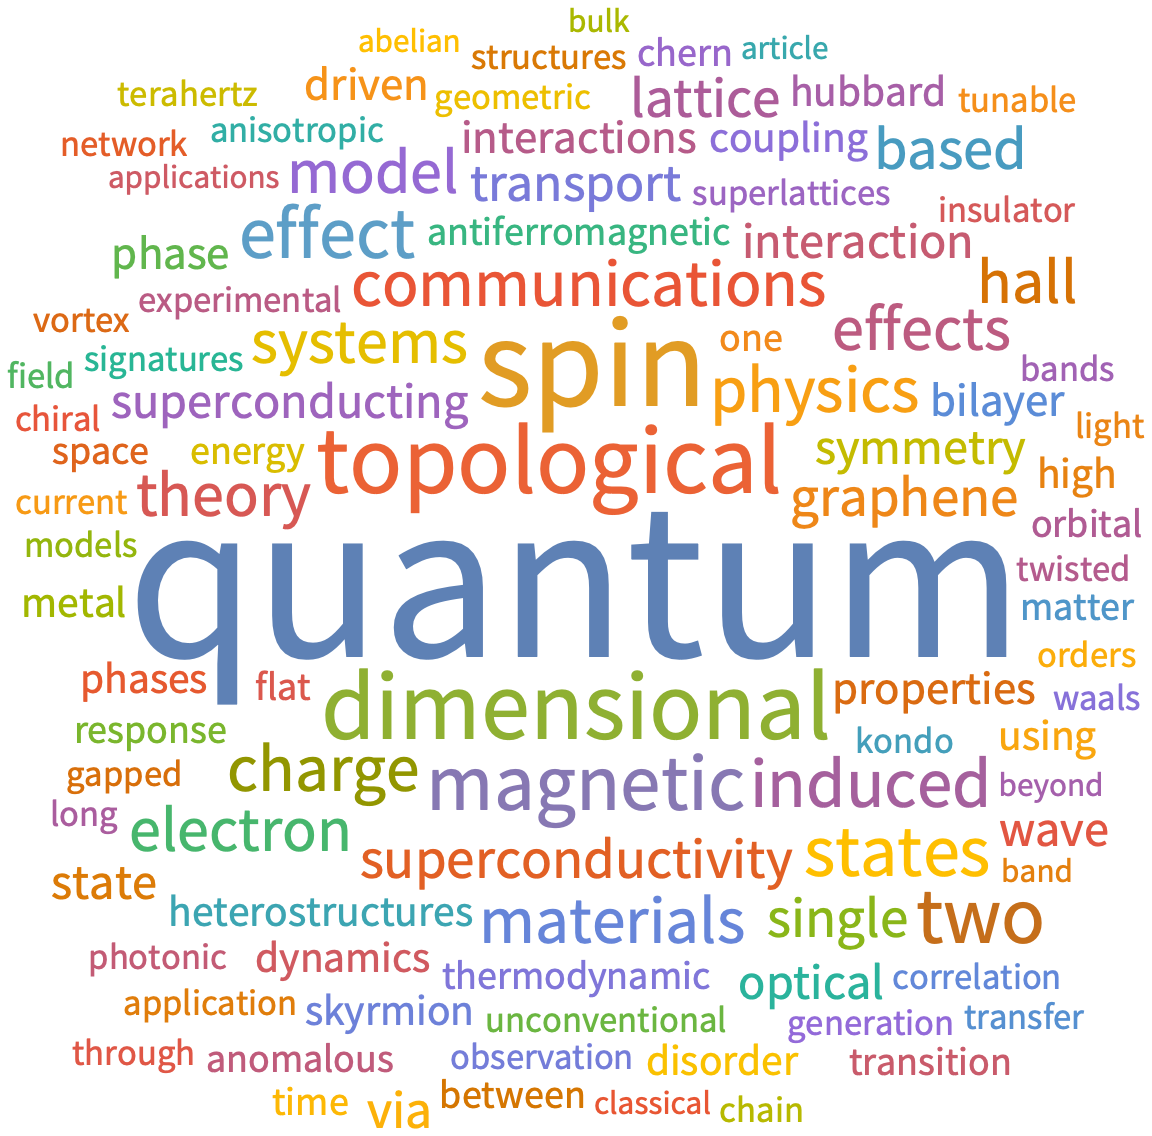 bulk
abelian structures chern article
terahertz driven geometric lattice hubbard tunable
network anisotropic interactions coupling based
applications model transport superlattices insulator
phase effect antiferromagnetic interaction hall
experimental communications
vortex systems spin one effects
field signatures physics bands
chiral superconducting bilayer light
space energy topological symmetry high
current theory graphene orbital
models quantum twisted
metal matter
phases flat dimensional properties orders waals
response kondo using
gapped charge magnetic induced beyond
long electron superconductivity states wave
state band
heterostructures materials single two
photonic dynamics thermodynamic optical correlation
application skyrmion unconventional generation transfer
through anomalous observation disorder transition
time via between classical chain